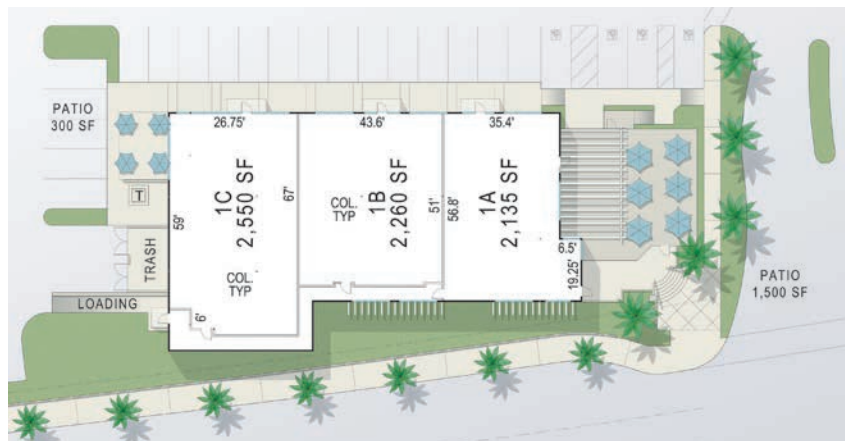 PATIO
300 SF
26.75'
43.6'
35.4'
1C
2,550 SF
67'
59'
COL.
TYP
6'
1B
2,260 SF
COL.
TYP
51'
1A
2,135 SF
56.8'
6.5'
19.25'
T
TRASH
LOADING
PATIO
1,500 SF